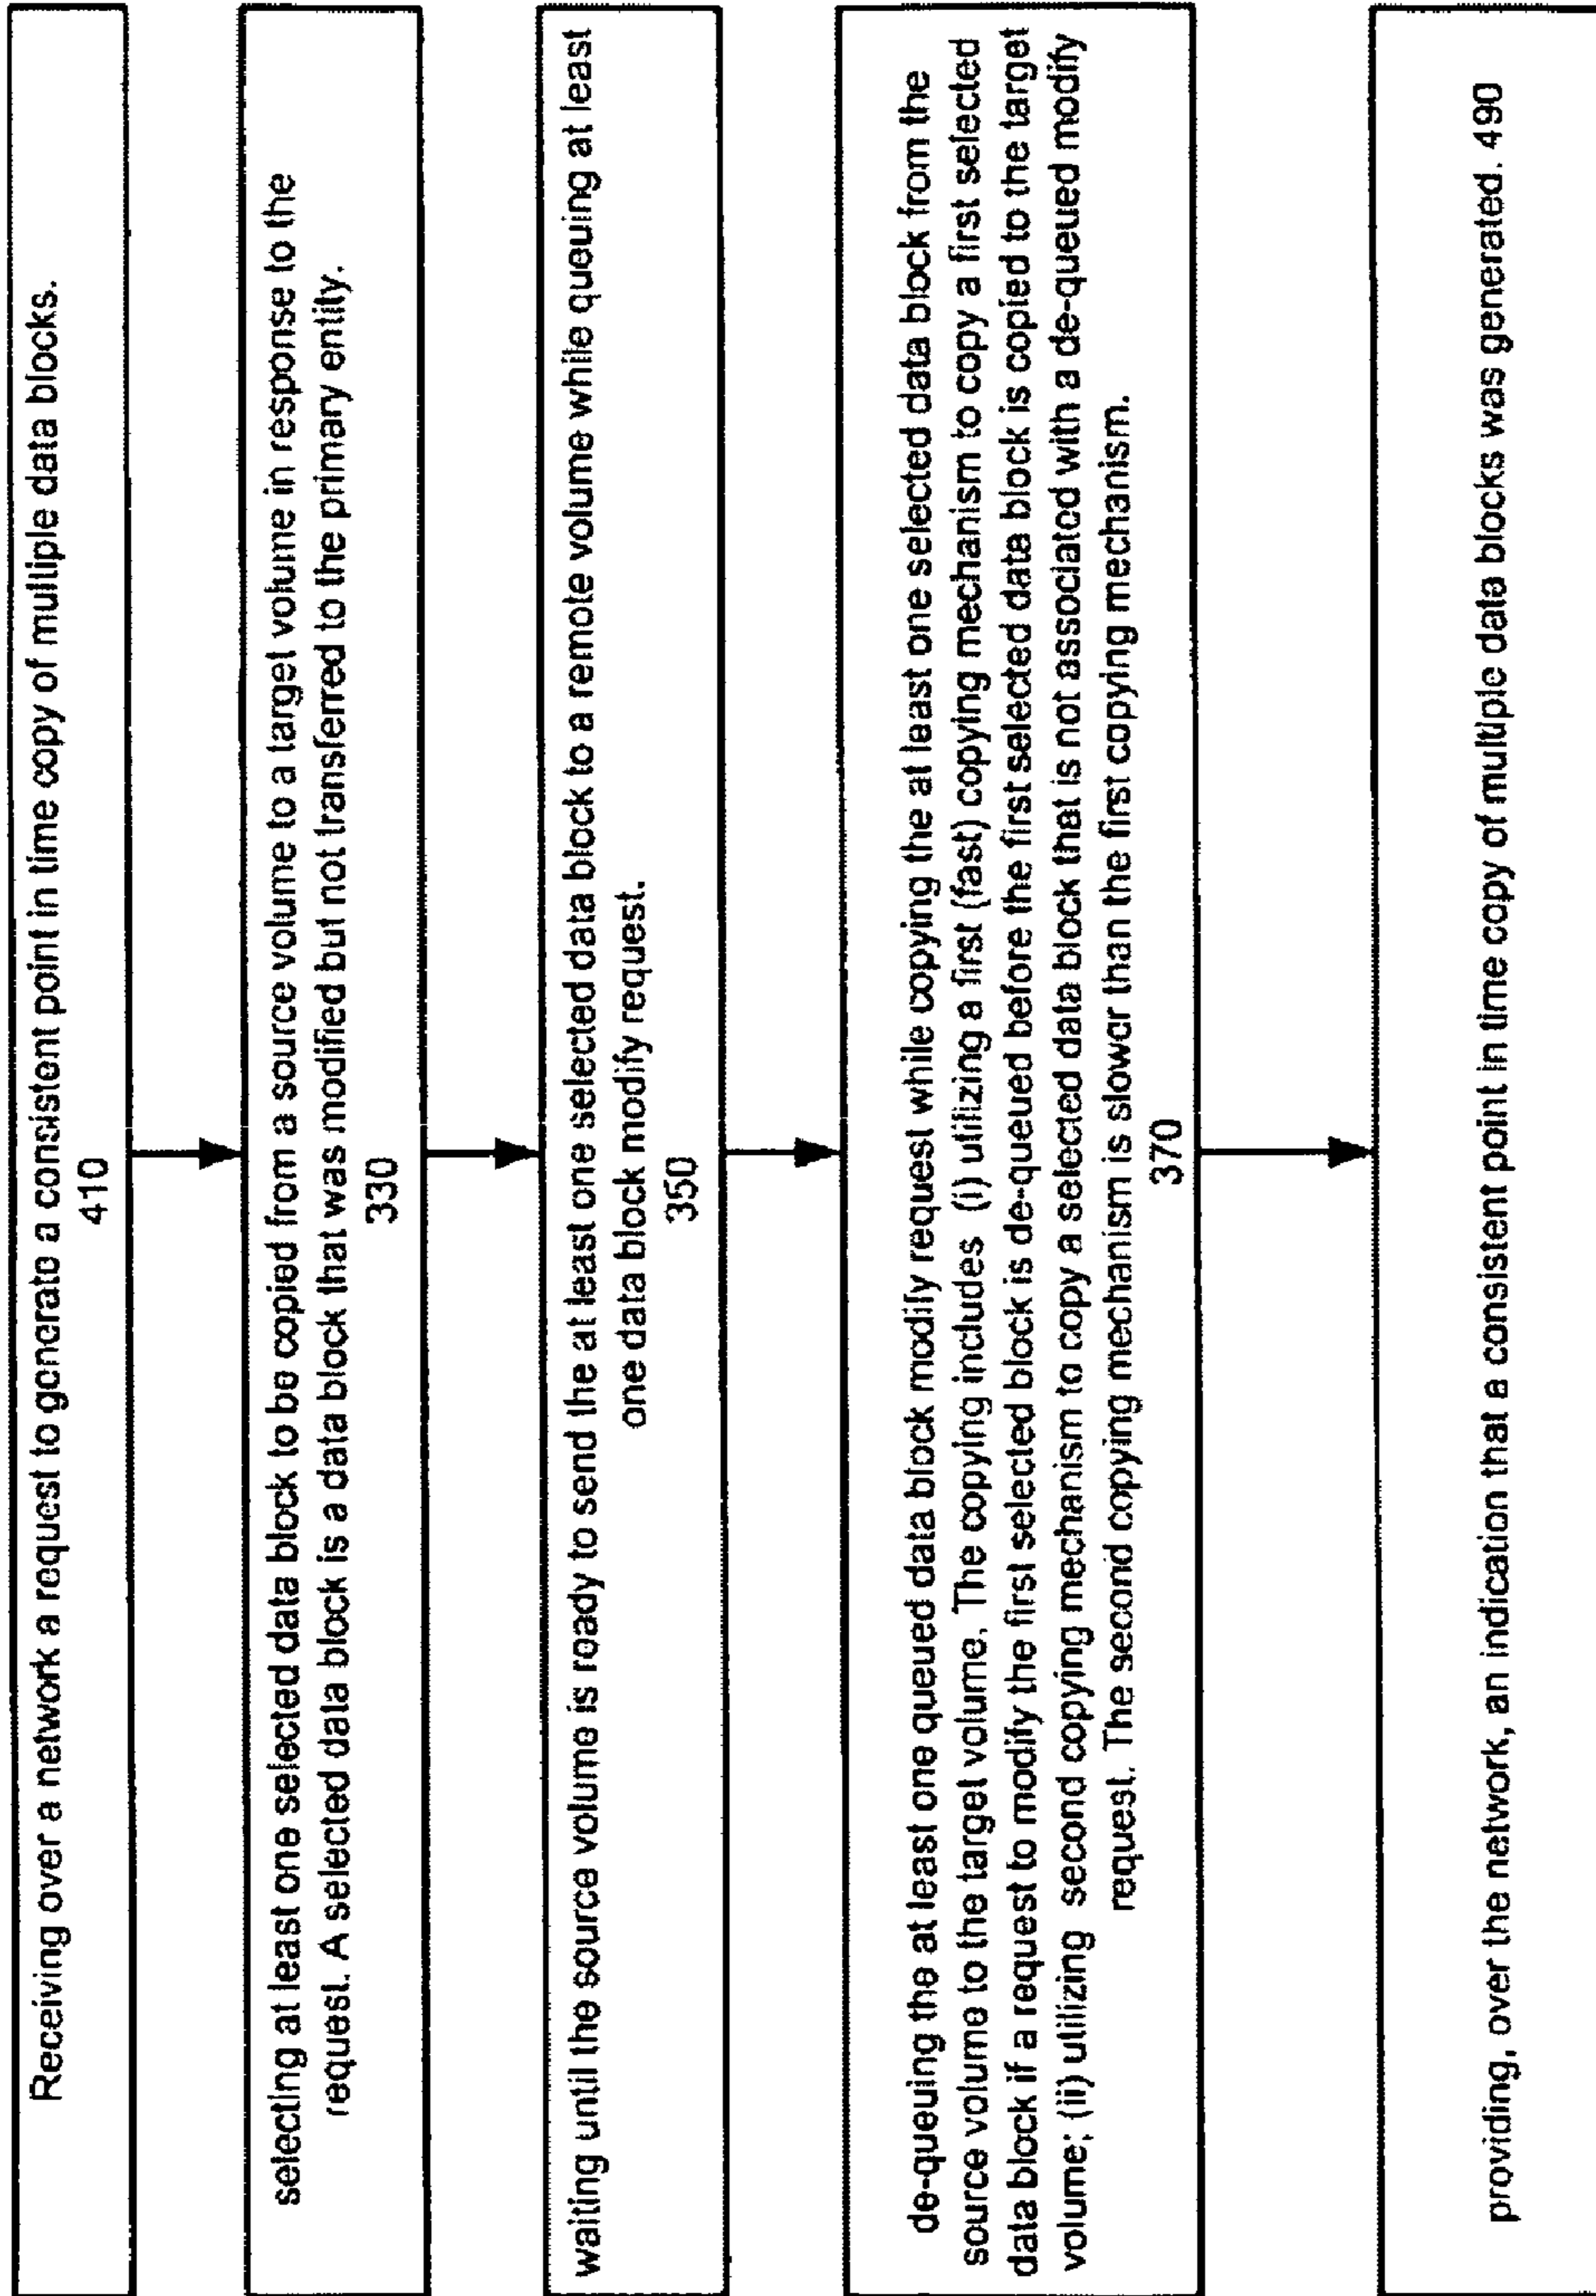 Receiving over a network a request to generate a consistent point in time copy of multiple data blocks.
410
selecting at least one selected data block to be copied from a source volume to a target volume in response to the
request. A selected data block is a data block that was modified but not transferred to the primary entity.
330
waiting until the source volume is ready to send the at least one selected data block to a remote volume while queuing at least
one data block modify request.
350
de-queuing the at least one queued data block modify request while copying the at least one selected data block from the
source volume to the target volume. The copying includes (i) utilizing a first (fast) copying mechanism to copy a first selected
data block if a request to modify the first selected block is de-queued before the first selected data block is copied to the target
volume; (ii) utilizing second copying mechanism to copy a selected data block that is not associated with a de-queued modify
request. The second copying mechanism is slower than the first copying mechanism.
370
providing, over the network, an indication that a consistent point in time copy of multiple data blocks was generated. 490